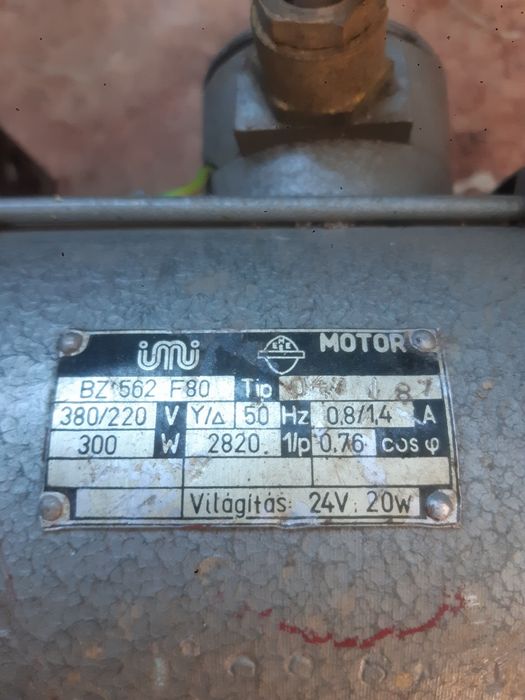 imi MOTOR
BZ 562 F80 Tip
380/220 V Y/Δ 50 Hz 0,8/1,4 A
300 W 2820. 1/p 0,76 cos φ
Világítás: 24V. 20W